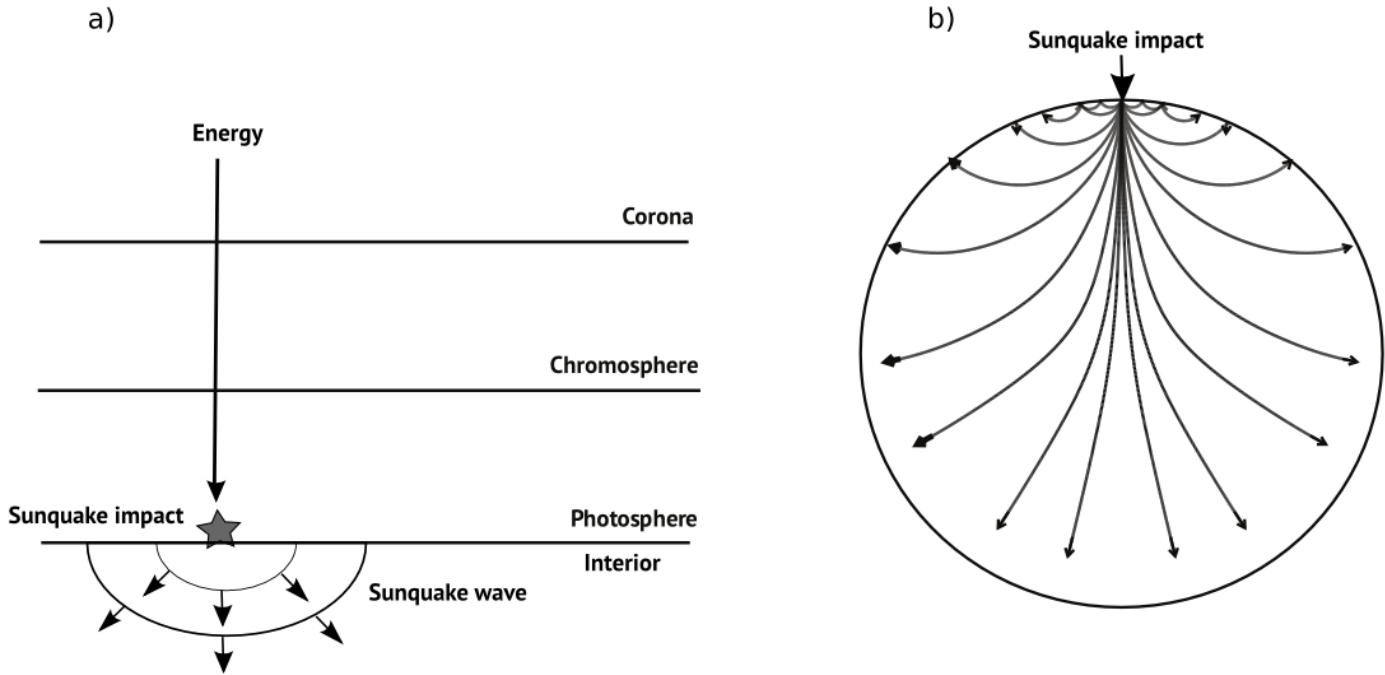 a)
Energy
Corona
Chromosphere
Sunquake impact
Photosphere
Interior
Sunquake wave
b)
Sunquake impact